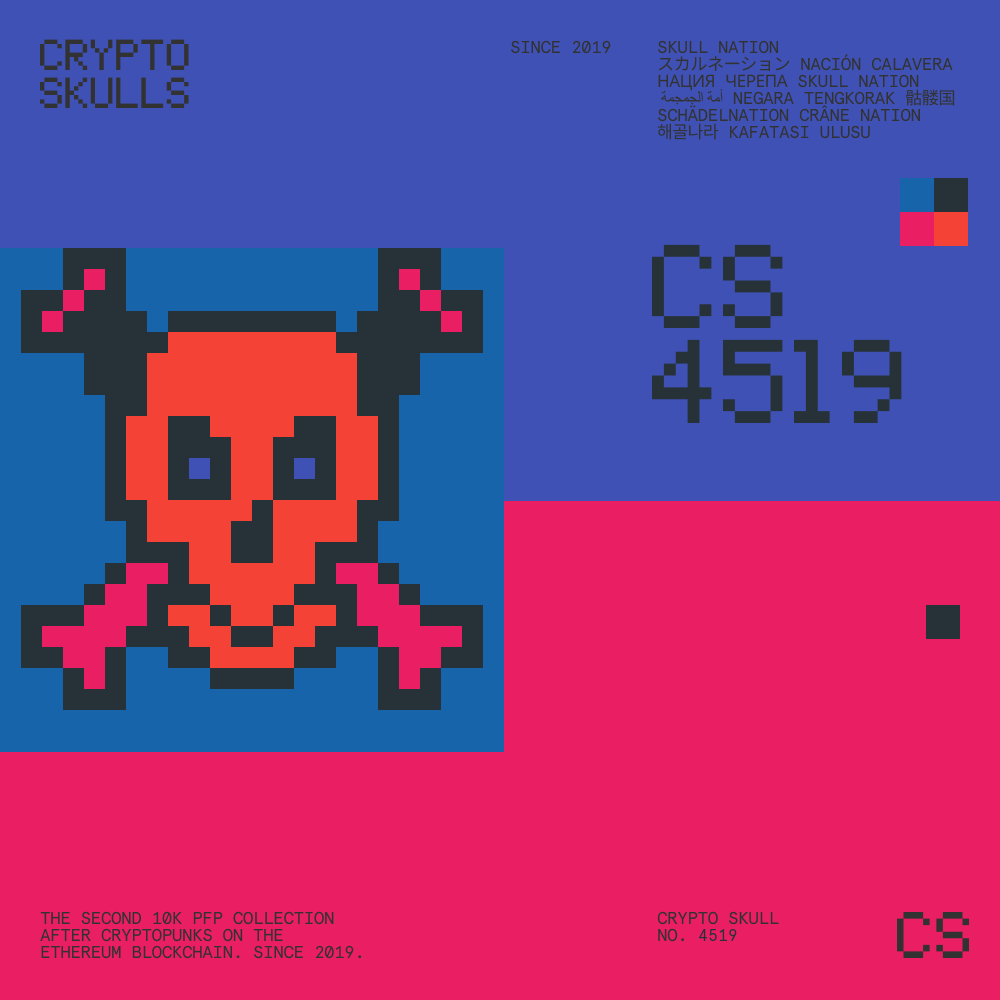 CRYPTO
SKULLS
SINCE 2019
SKULL NATION
スカルネーション NACIÓN CALAVERA
НАЦИЯ ЧЕРЕПА SKULL NATION
أمة الجمجمة NEGARA TENGKORAK 骷髅国
SCHÄDELNATION CRÂNE NATION
해골나라 KAFATASI ULUSU
CS
4519
THE SECOND 10K PFP COLLECTION
AFTER CRYPTOPUNKS ON THE
ETHEREUM BLOCKCHAIN. SINCE 2019.
CRYPTO SKULL
NO. 4519
CS